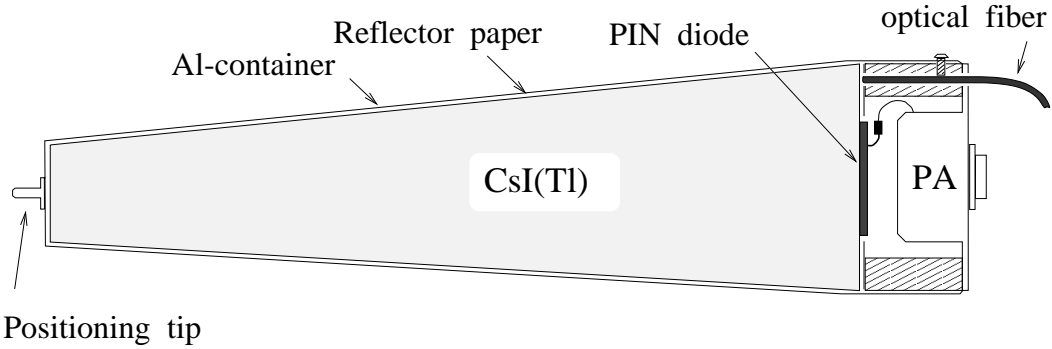 optical fiber
Reflector paper
PIN diode
Al-container
CsI(Tl)
PA
Positioning tip